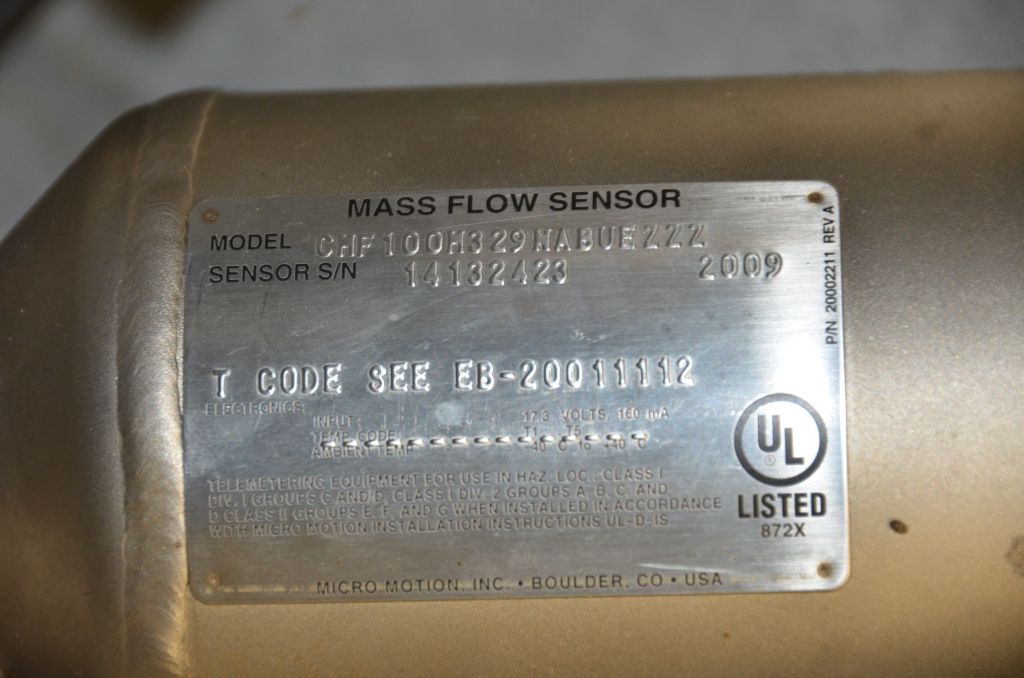 MASS FLOW SENSOR
MODEL CHF100M329NABUEZZZ
SENSOR S/N 14132423 2009
P/N 20002211 REV A
T CODE SEE EB-20011112
ELECTRONICS:
INPUT 17.3 VOLTS, 160 mA
TEMP. CODE T1 T6
AMBIENT TEMP. -40°C to +40°C
TELEMETERING EQUIPMENT FOR USE IN HAZ. LOC. CLASS I
DIV. I GROUPS C AND D, CLASS I DIV. 2 GROUPS A, B, C, AND
D CLASS II GROUPS E, F, AND G WHEN INSTALLED IN ACCORDANCE
WITH MICRO MOTION INSTALLATION INSTRUCTIONS UL-D-IS
UL
®
LISTED
872X
MICRO MOTION, INC. • BOULDER, CO • USA